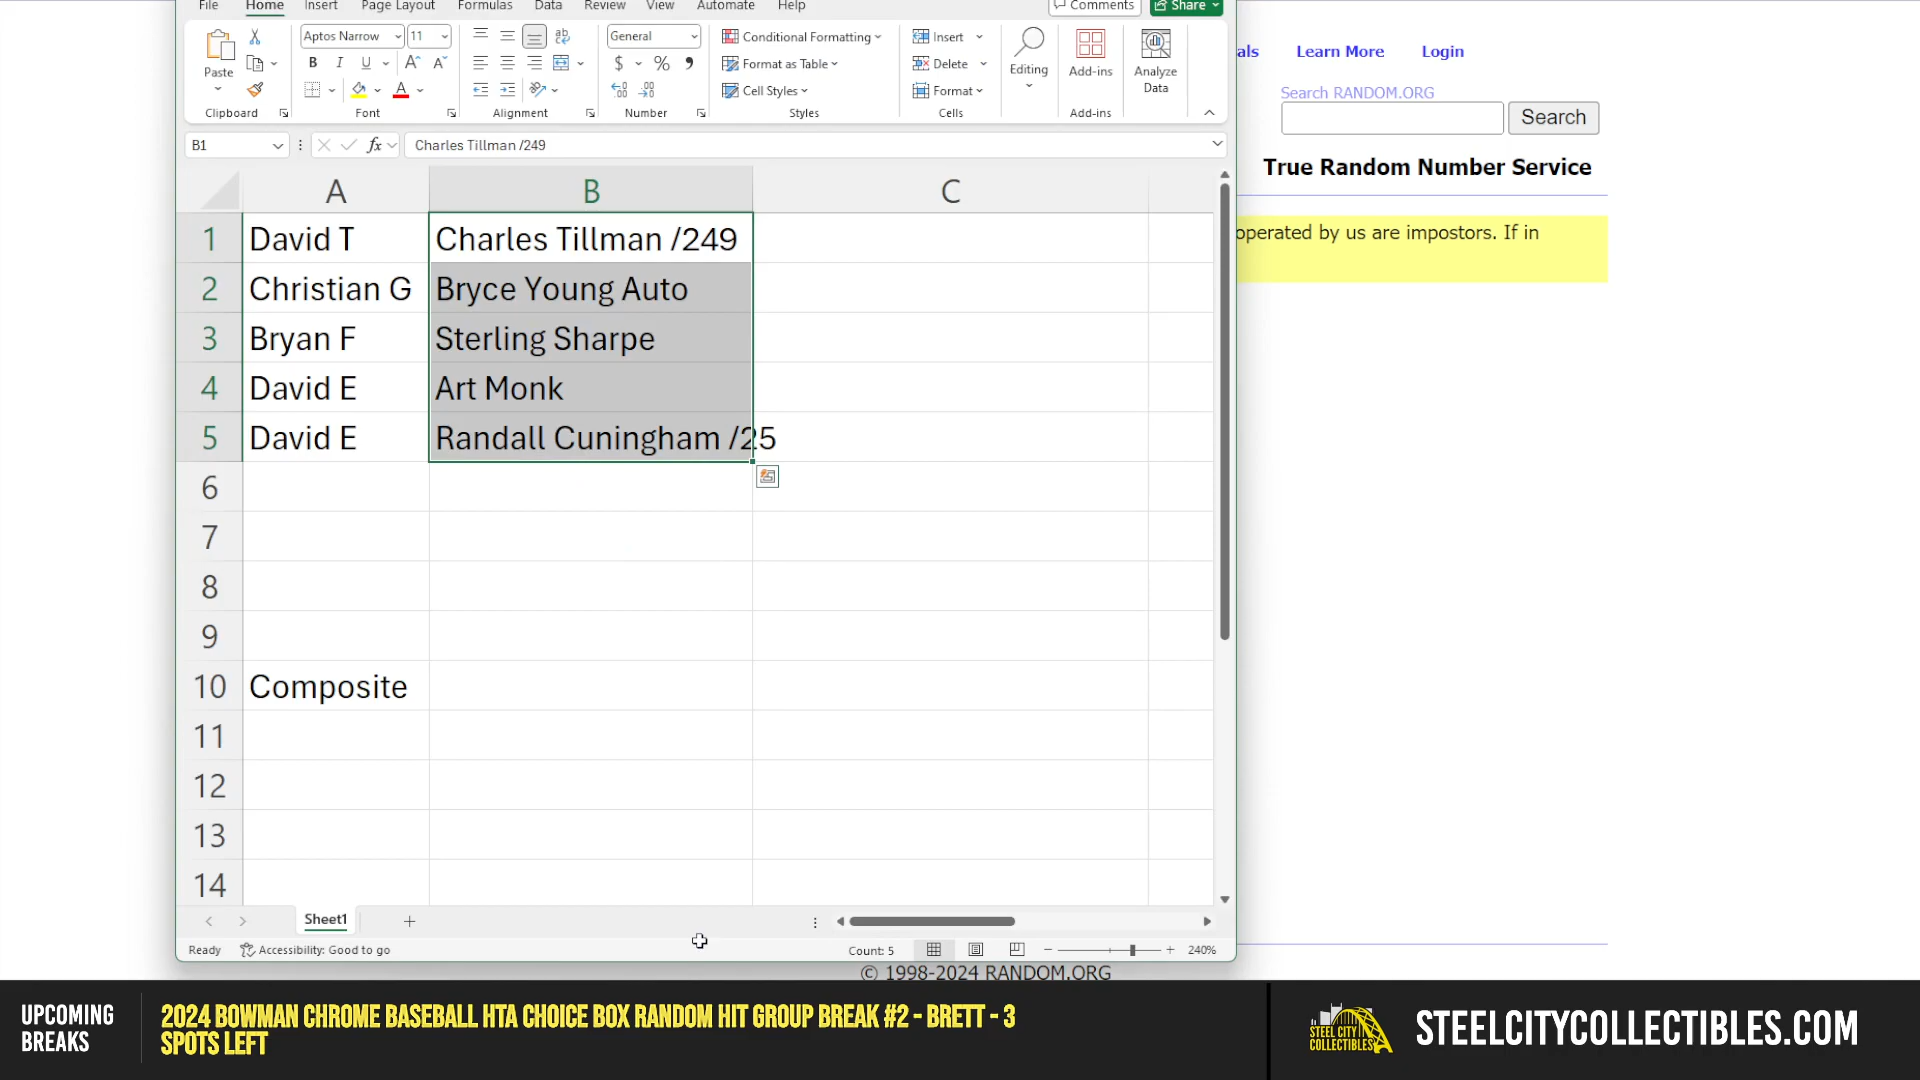 File Home Insert Page Layout Formulas Data Review View Automate Help Comments Share
als Learn More Login
Aptos Narrow 11 General Conditional Formatting Insert
Paste B I U $ % Format as Table Delete Editing Add-ins Analyze Data
Cell Styles Format
Clipboard Font Alignment Number Styles Cells Add-ins
Search RANDOM.ORG
Search
B1 fx Charles Tillman /249
True Random Number Service
A B C
operated by us are impostors. If in
1 David T Charles Tillman /249
2 Christian G Bryce Young Auto
3 Bryan F Sterling Sharpe
4 David E Art Monk
5 David E Randall Cuningham /25
6
7
8
9
10 Composite
11
12
13
14
Sheet1
Ready Accessibility: Good to go Count: 5 240%
© 1998-2024 RANDOM.ORG
UPCOMING BREAKS
2024 BOWMAN CHROME BASEBALL HTA CHOICE BOX RANDOM HIT GROUP BREAK #2 - BRETT - 3
SPOTS LEFT
STEEL CITY
COLLECTIBLES
STEELCITYCOLLECTIBLES.COM